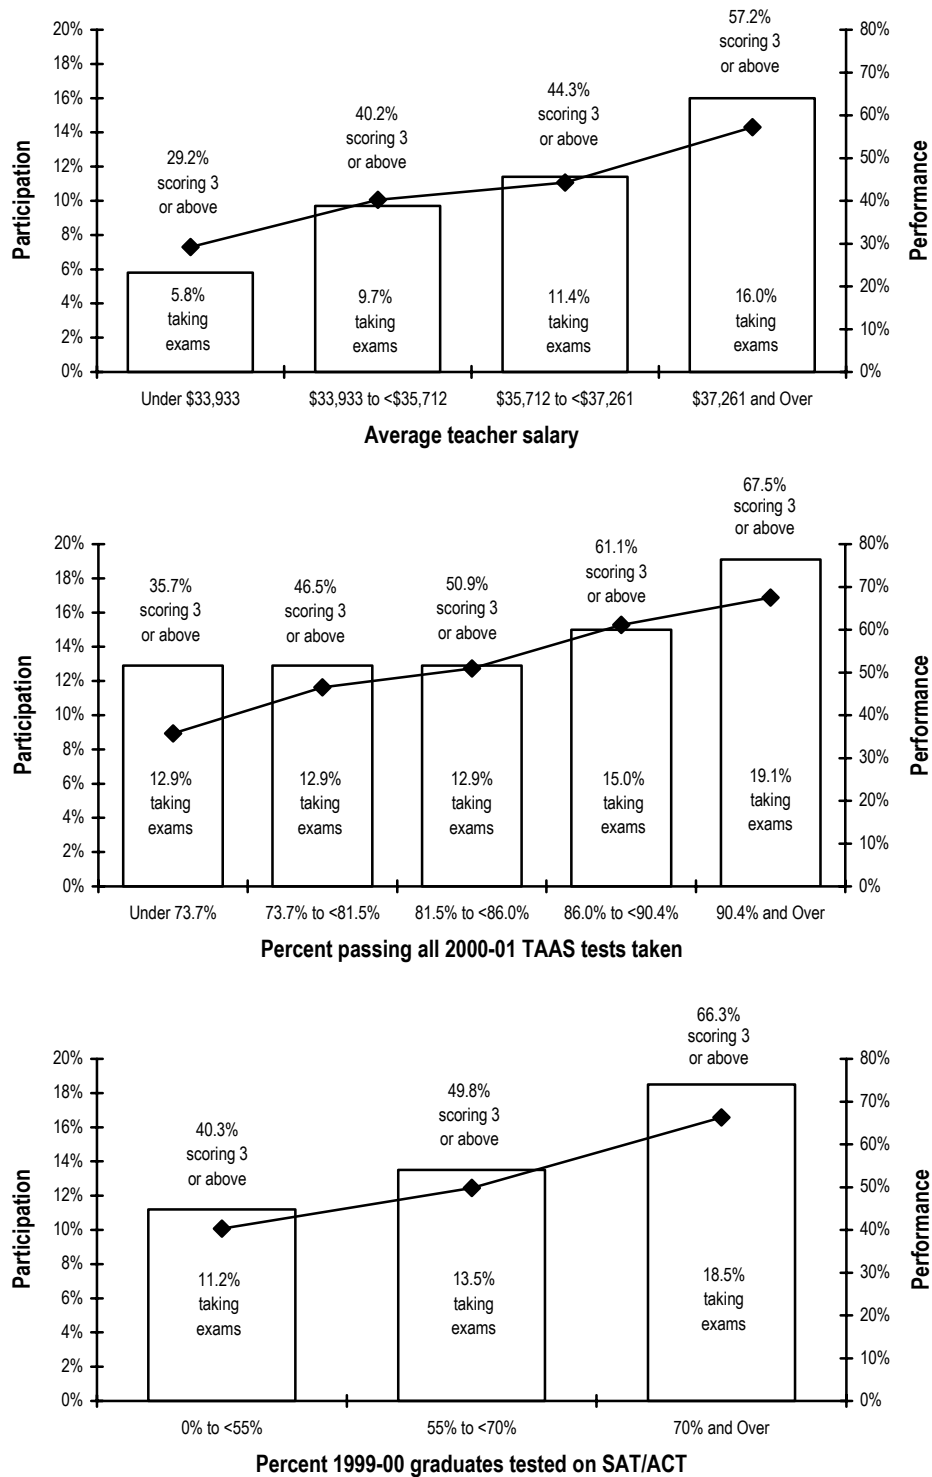 20%
18%
16%
14%
12%
10%
8%
6%
4%
2%
0%
Participation
80%
70%
60%
50%
40%
30%
20%
10%
0%
Performance
29.2%
scoring 3
or above
40.2%
scoring 3
or above
44.3%
scoring 3
or above
57.2%
scoring 3
or above
5.8%
taking
exams
9.7%
taking
exams
11.4%
taking
exams
16.0%
taking
exams
Under $33,933
$33,933 to <$35,712
$35,712 to <$37,261
$37,261 and Over
Average teacher salary
20%
18%
16%
14%
12%
10%
8%
6%
4%
2%
0%
Participation
80%
70%
60%
50%
40%
30%
20%
10%
0%
Performance
35.7%
scoring 3
or above
46.5%
scoring 3
or above
50.9%
scoring 3
or above
61.1%
scoring 3
or above
67.5%
scoring 3
or above
12.9%
taking
exams
12.9%
taking
exams
12.9%
taking
exams
15.0%
taking
exams
19.1%
taking
exams
Under 73.7%
73.7% to <81.5%
81.5% to <86.0%
86.0% to <90.4%
90.4% and Over
Percent passing all 2000-01 TAAS tests taken
20%
18%
16%
14%
12%
10%
8%
6%
4%
2%
0%
Participation
80%
70%
60%
50%
40%
30%
20%
10%
0%
Performance
40.3%
scoring 3
or above
49.8%
scoring 3
or above
66.3%
scoring 3
or above
11.2%
taking
exams
13.5%
taking
exams
18.5%
taking
exams
0% to <55%
55% to <70%
70% and Over
Percent 1999-00 graduates tested on SAT/ACT